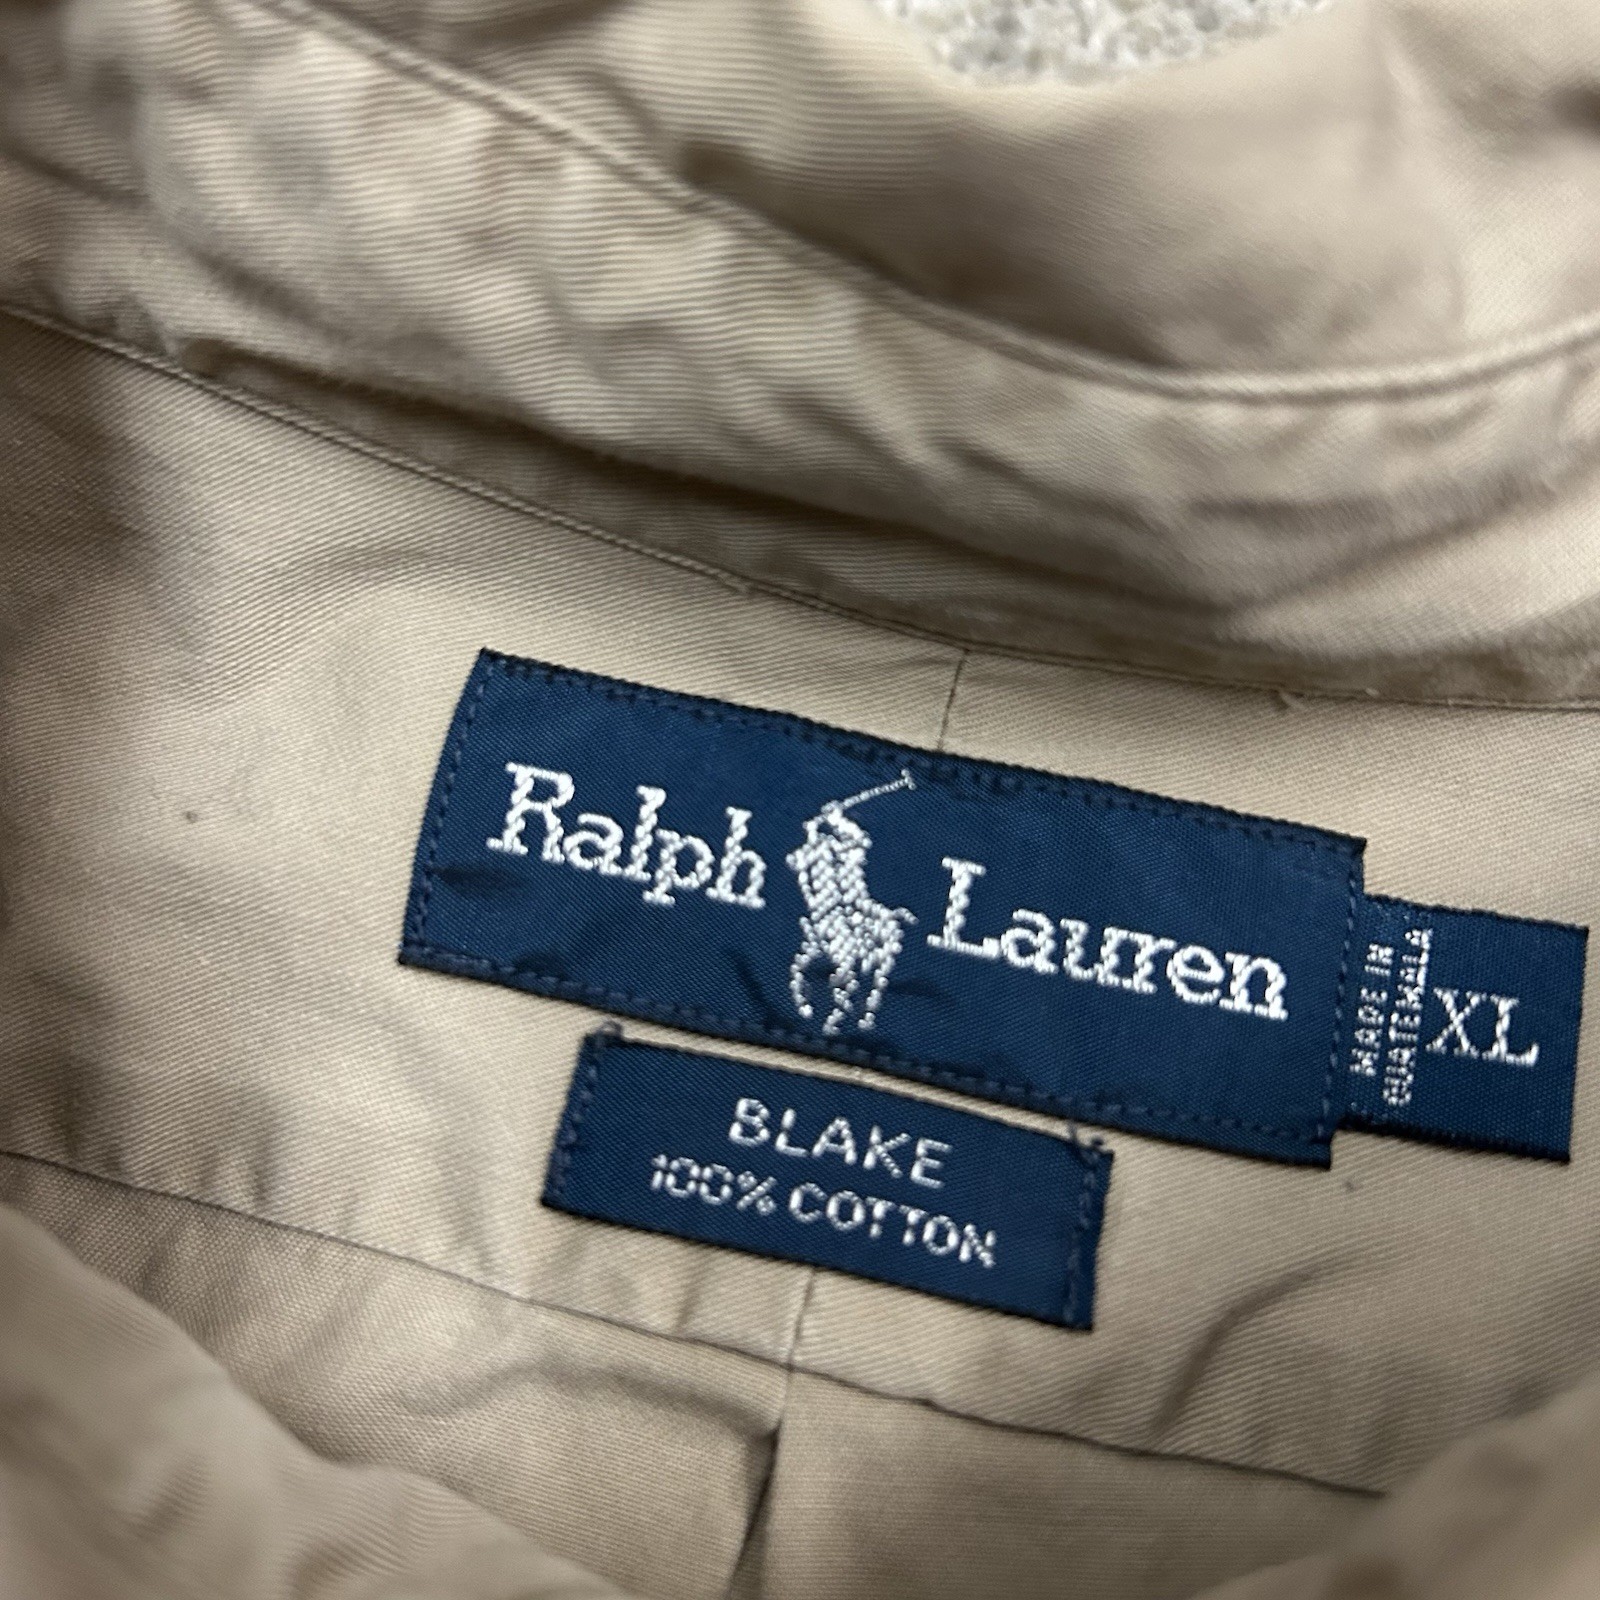 Ralph Lauren
MADE IN
GUATEMALA
XL
BLAKE
100% COTTON